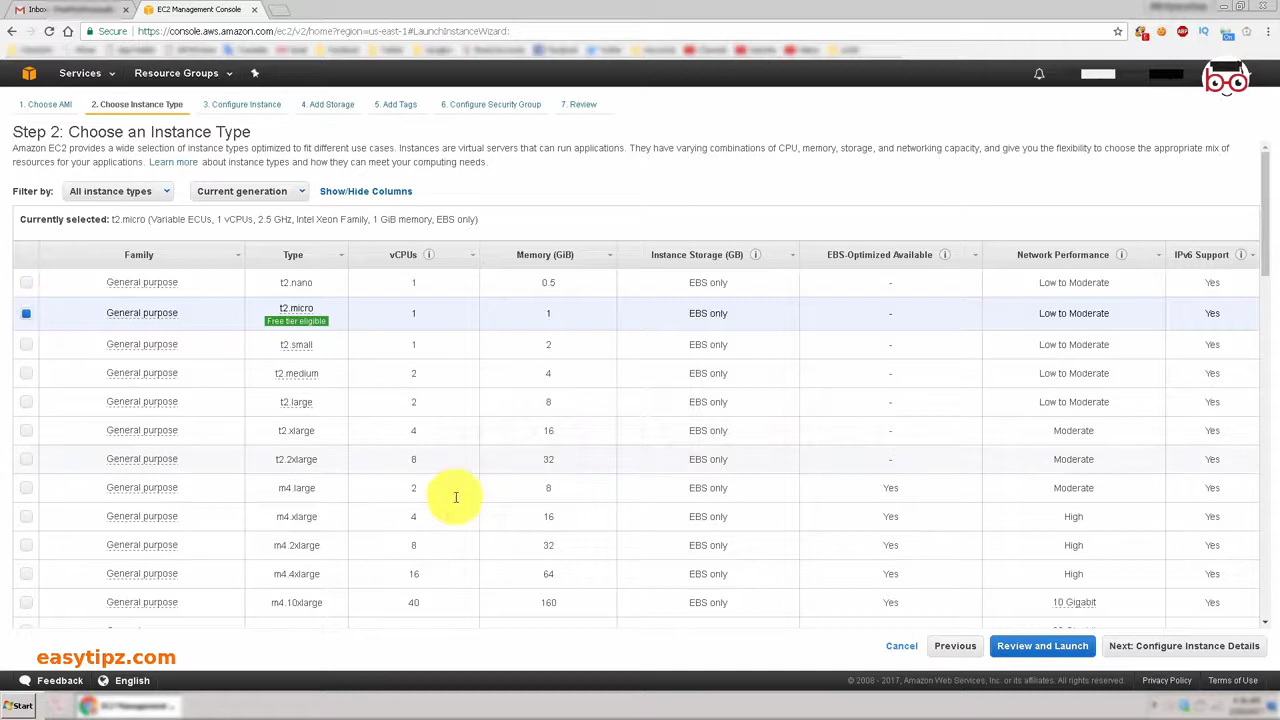 Inbox
EC2 Management Console
Secure
https://console.aws.amazon.com/ec2/v2/home?region=us-east-1#LaunchInstanceWizard:
Services
Resource Groups
1. Choose AMI
2. Choose Instance Type
3. Configure Instance
4. Add Storage
5. Add Tags
6. Configure Security Group
7. Review
Step 2: Choose an Instance Type
Amazon EC2 provides a wide selection of instance types optimized to fit different use cases. Instances are virtual servers that can run applications. They have varying combinations of CPU, memory, storage, and networking capacity, and give you the flexibility to choose the appropriate mix of
resources for your applications. Learn more about instance types and how they can meet your computing needs.
Filter by: All instance types Current generation Show/Hide Columns
Currently selected: t2.micro (Variable ECUs, 1 vCPUs, 2.5 GHz, Intel Xeon Family, 1 GiB memory, EBS only)
Family Type vCPUs Memory (GiB) Instance Storage (GB) EBS-Optimized Available Network Performance IPv6 Support
General purpose t2.nano 1 0.5 EBS only - Low to Moderate Yes
General purpose t2.micro 1 1 EBS only - Low to Moderate Yes
Free tier eligible
General purpose t2.small 1 2 EBS only - Low to Moderate Yes
General purpose t2.medium 2 4 EBS only - Low to Moderate Yes
General purpose t2.large 2 8 EBS only - Low to Moderate Yes
General purpose t2.xlarge 4 16 EBS only - Moderate Yes
General purpose t2.2xlarge 8 32 EBS only - Moderate Yes
General purpose m4.large 2 8 EBS only Yes Moderate Yes
General purpose m4.xlarge 4 16 EBS only Yes High Yes
General purpose m4.2xlarge 8 32 EBS only Yes High Yes
General purpose m4.4xlarge 16 64 EBS only Yes High Yes
General purpose m4.10xlarge 40 160 EBS only Yes 10 Gigabit Yes
Cancel
Previous
Review and Launch
Next: Configure Instance Details
easytipz.com
Feedback
English
© 2008 - 2017, Amazon Web Services, Inc. or its affiliates. All rights reserved.
Privacy Policy
Terms of Use
Start
EC2 Management